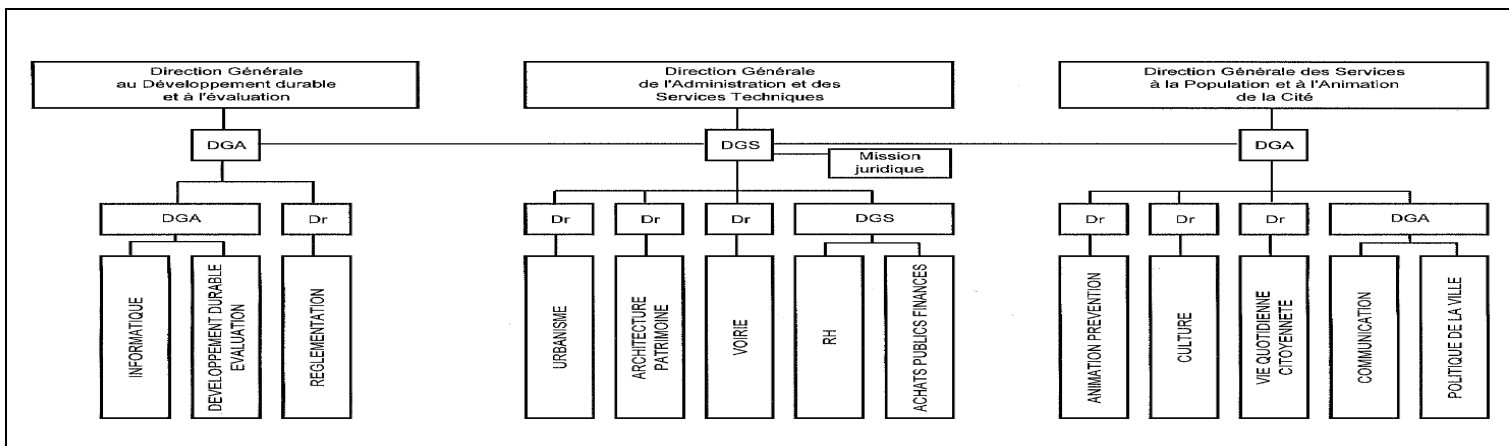 Direction Générale
au Développement durable
et à l'évaluation
Direction Générale
de l'Administration et des
Services Techniques
Direction Générale des Services
à la Population et à l'Animation
de la Cité
DGA
DGS
DGA
Mission
juridique
DGA
Dr
Dr
Dr
Dr
DGS
Dr
Dr
Dr
DGA
INFORMATIQUE
DEVELOPPEMENT DURABLE
EVALUATION
REGLEMENTATION
URBANISME
ARCHITECTURE
PATRIMOINE
VOIRIE
RH
ACHATS PUBLICS FINANCES
ANIMATION PREVENTION
CULTURE
VIE QUOTIDIENNE
CITOYENNETE
COMMUNICATION
POLITIQUE DE LA VILLE